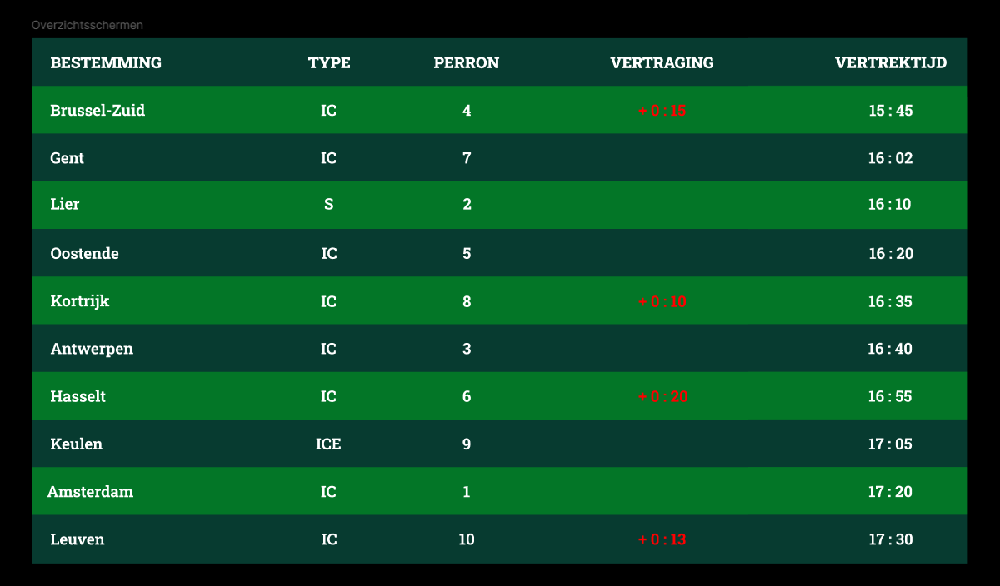 Overzichtsschermen
BESTEMMING TYPE PERRON VERTRAGING VERTREKTIJD
Brussel-Zuid IC 4 + 0 : 15 15 : 45
Gent IC 7 16 : 02
Lier S 2 16 : 10
Oostende IC 5 16 : 20
Kortrijk IC 8 + 0 : 10 16 : 35
Antwerpen IC 3 16 : 40
Hasselt IC 6 + 0 : 20 16 : 55
Keulen ICE 9 17 : 05
Amsterdam IC 1 17 : 20
Leuven IC 10 + 0 : 13 17 : 30